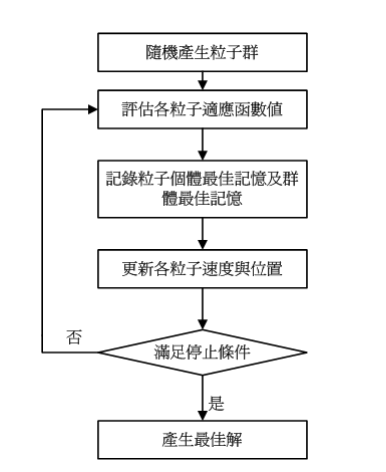 隨機產生粒子群
評估各粒子適應函數值
記錄粒子個體最佳記憶及群
體最佳記憶
更新各粒子速度與位置
否
滿足停止條件
是
產生最佳解